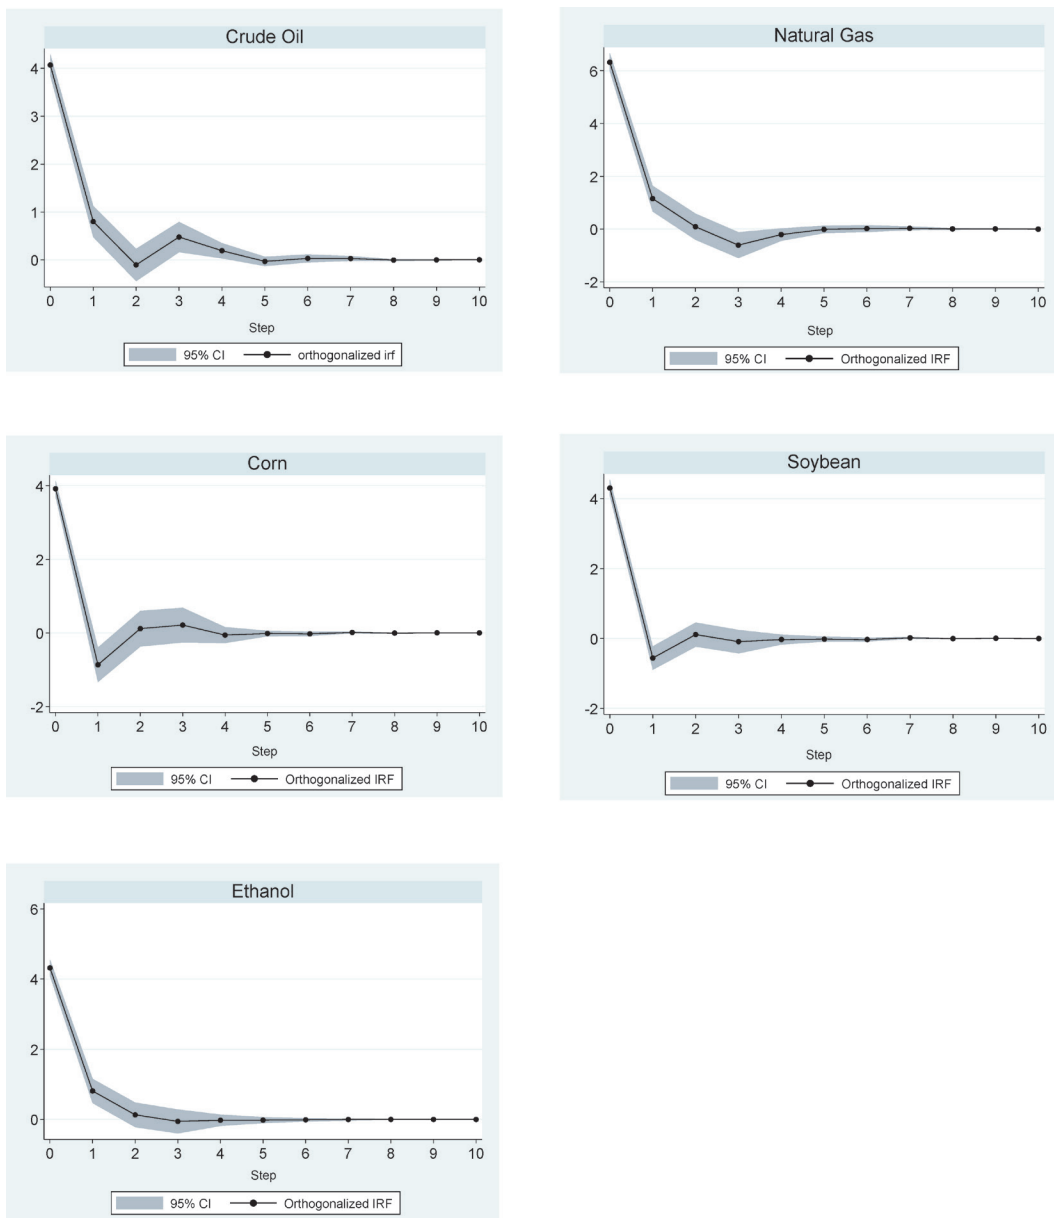 Crude Oil
4
3
2
1
0
0 1 2 3 4 5 6 7 8 9 10
Step
95% CI orthogonalized irf
Natural Gas
6
4
2
0
-2
0 1 2 3 4 5 6 7 8 9 10
Step
95% CI Orthogonalized IRF
Corn
4
2
0
-2
0 1 2 3 4 5 6 7 8 9 10
Step
95% CI Orthogonalized IRF
Soybean
4
2
0
-2
0 1 2 3 4 5 6 7 8 9 10
Step
95% CI Orthogonalized IRF
Ethanol
6
4
2
0
0 1 2 3 4 5 6 7 8 9 10
Step
95% CI Orthogonalized IRF